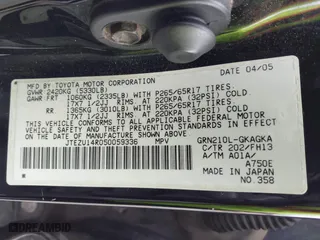 MFD. BY TOYOTA MOTOR CORPORATION DATE 04/05
GVWR 2420KG (5330LB)
GAWR FRT 1060KG (2335LB) WITH P265/65R17 TIRES,
17X7 1/2JJ RIMS, AT 220KPA (32PSI) COLD.
RR 1365KG (3010LB) WITH P265/65R17 TIRES,
17X7 1/2JJ RIMS, AT 220KPA (32PSI) COLD.
THIS VEHICLE CONFORMS TO ALL APPLICABLE FEDERAL
MOTOR VEHICLE SAFETY STANDARDS IN EFFECT
ON THE DATE OF MANUFACTURE SHOWN ABOVE.
JTEZU14R050059336 MPV GRN210L-GKAGKA
C/TR 202/FH13
A/TM A01A/
A750E
MADE IN JAPAN
NO.358
© DREAMBID